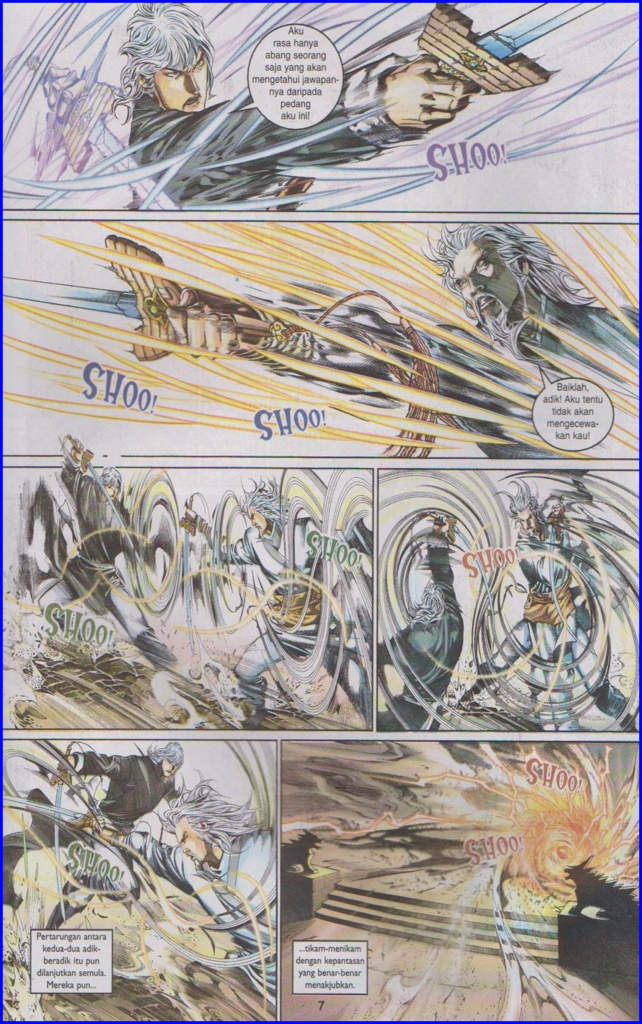 Aku
rasa hanya
abang seorang
saja yang akan
mengetahui jawapan-
nya daripada
pedang
aku ini!
SHOO!
SHOO!
SHOO!
Baiklah,
adik! Aku tentu
tidak akan
mengecewa-
kan kau!
SHOO!
SHOO!
SHOO!
SHOO!
Pertarungan antara
kedua-dua adik-
beradik itu pun
dilanjutkan semula.
Mereka pun...
SHOO!
SHOO!
...tikam-menikam
dengan kepantasan
yang benar-benar
menakjubkan.
7